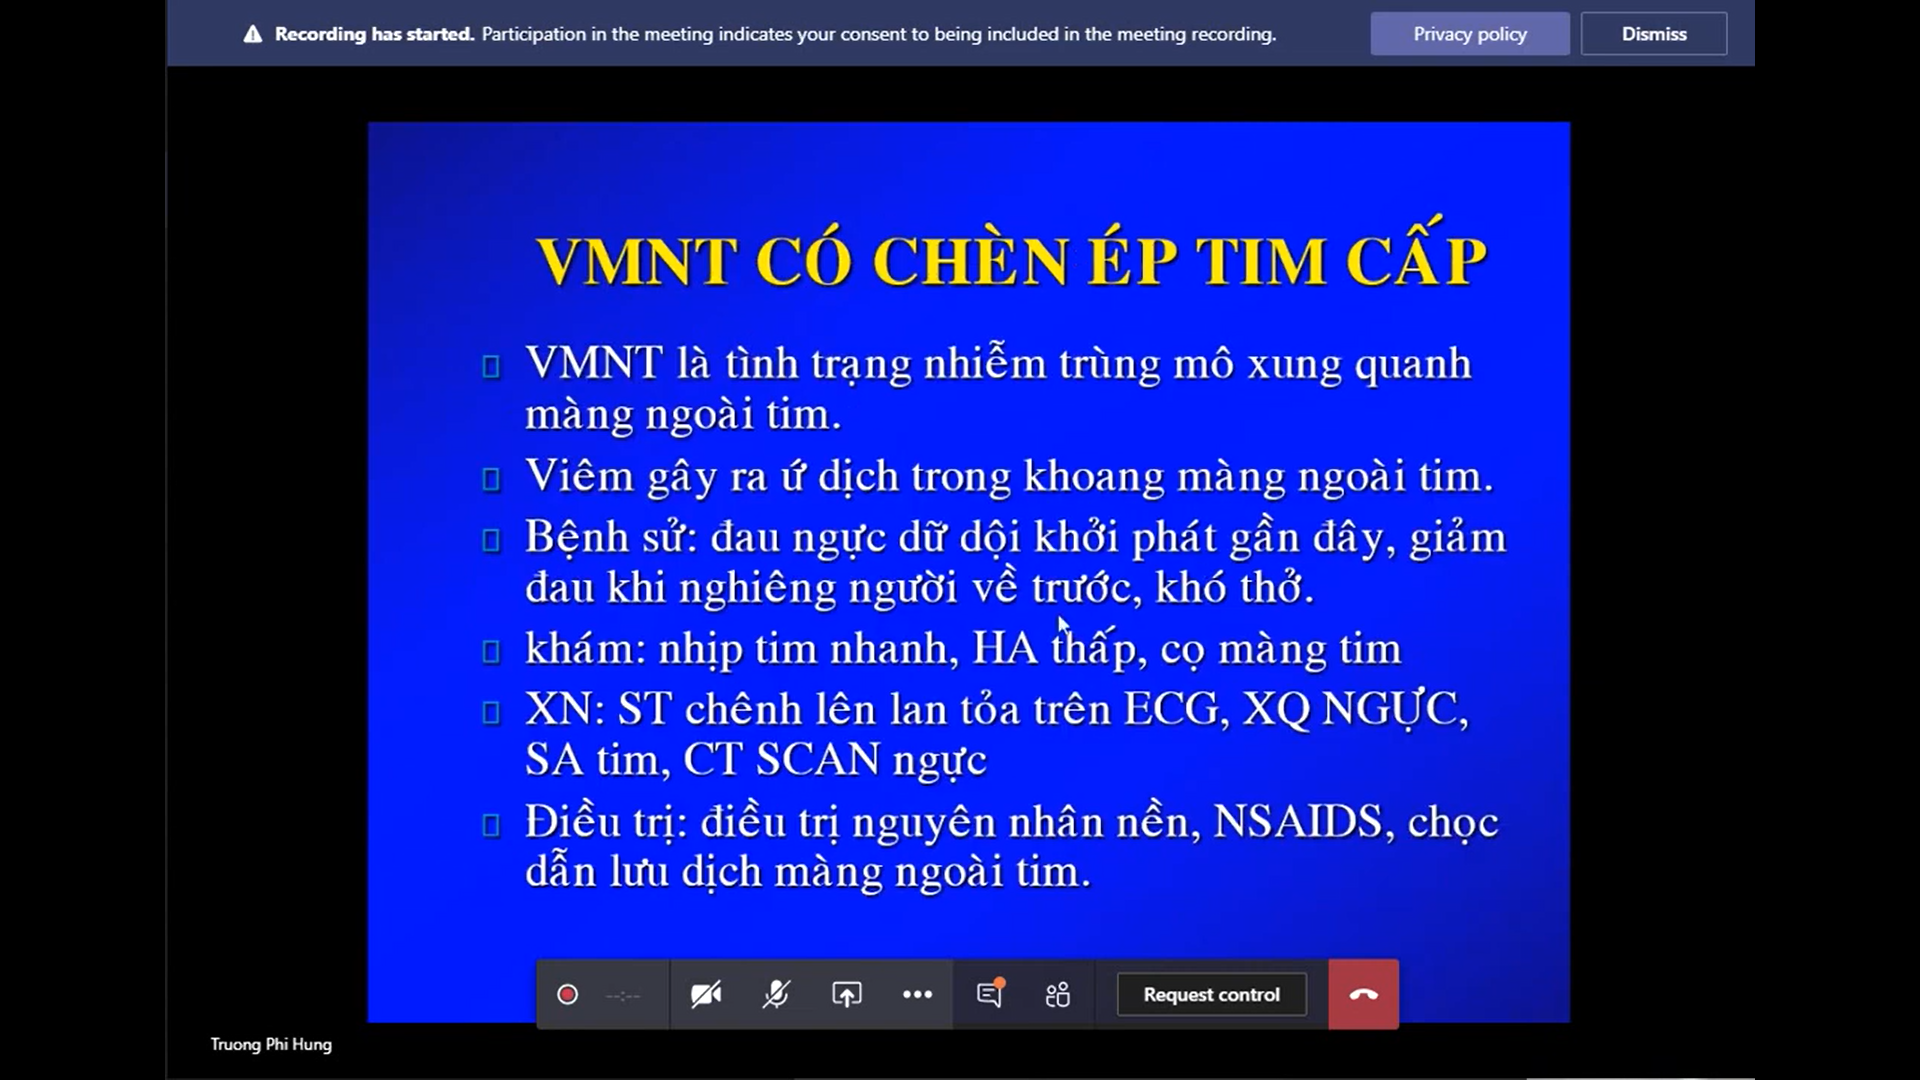 Recording has started. Participation in the meeting indicates your consent to being included in the meeting recording.
Privacy policy
Dismiss
VMNT CÓ CHÈN ÉP TIM CẤP
VMNT là tình trạng nhiễm trùng mô xung quanh
màng ngoài tim.
Viêm gây ra ứ dịch trong khoang màng ngoài tim.
Bệnh sử: đau ngực dữ dội khởi phát gần đây, giảm
đau khi nghiêng người về trước, khó thở.
khám: nhịp tim nhanh, HA thấp, cọ màng tim
XN: ST chênh lên lan tỏa trên ECG, XQ NGỰC,
SA tim, CT SCAN ngực
Điều trị: điều trị nguyên nhân nền, NSAIDS, chọc
dẫn lưu dịch màng ngoài tim.
--:--
Request control
Truong Phi Hung